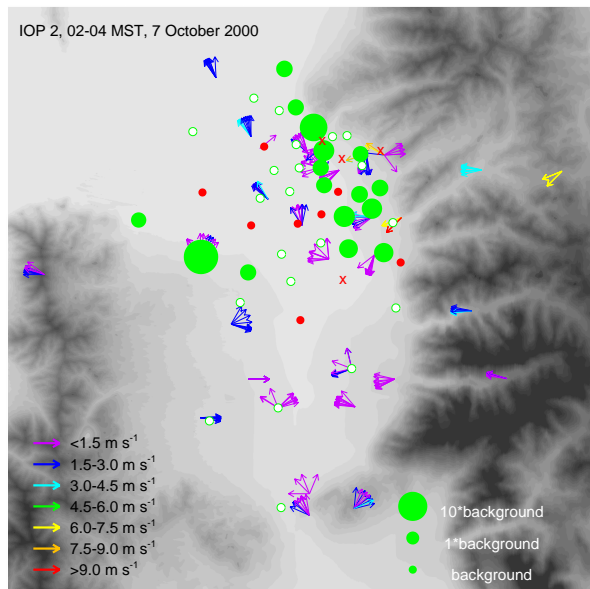 IOP 2, 02-04 MST, 7 October 2000
x
x
x
x
<1.5 m s⁻¹
1.5-3.0 m s⁻¹
3.0-4.5 m s⁻¹
4.5-6.0 m s⁻¹
6.0-7.5 m s⁻¹
7.5-9.0 m s⁻¹
>9.0 m s⁻¹
10*background
1*background
background